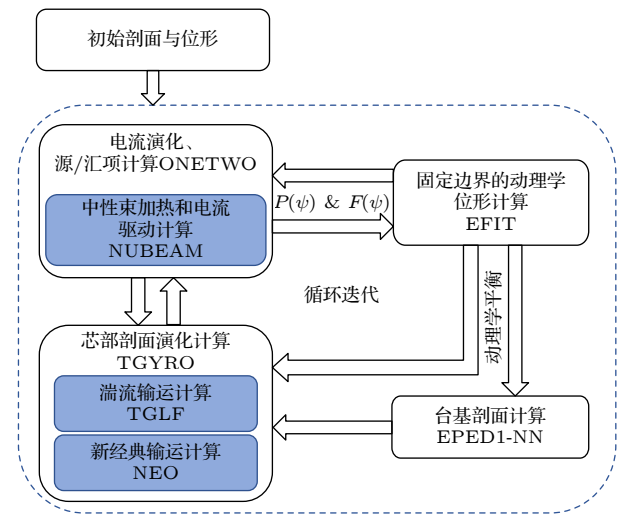 初始剖面与位形
电流演化、
源/汇项计算ONETWO
中性束加热和电流
驱动计算
NUBEAM
P(ψ) & F(ψ)
固定边界的动理学
位形计算
EFIT
循环迭代
动理学平衡
芯部剖面演化计算
TGYRO
湍流输运计算
TGLF
新经典输运计算
NEO
台基剖面计算
EPED1-NN